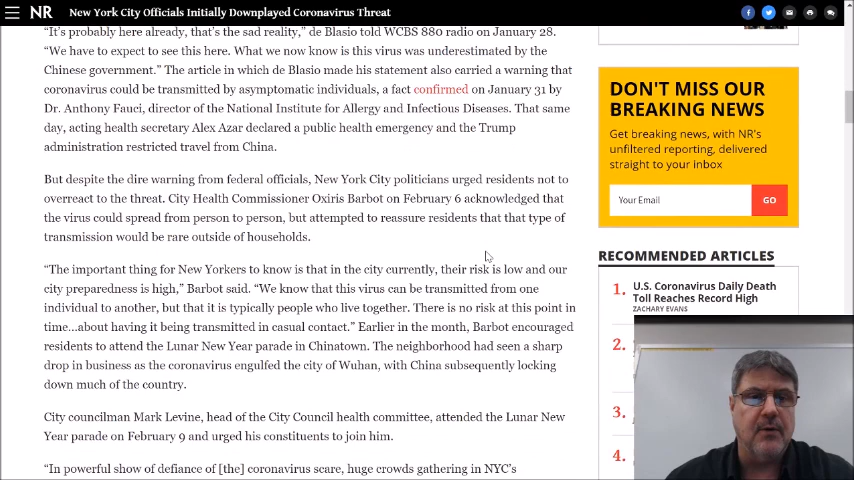 NR New York City Officials Initially Downplayed Coronavirus Threat
“It’s probably here already, that’s the sad reality,” de Blasio told WCBS 880 radio on January 28.
“We have to expect to see this here. What we now know is this virus was underestimated by the
Chinese government.” The article in which de Blasio made his statement also carried a warning that
coronavirus could be transmitted by asymptomatic individuals, a fact confirmed on January 31 by
Dr. Anthony Fauci, director of the National Institute for Allergy and Infectious Diseases. That same
day, acting health secretary Alex Azar declared a public health emergency and the Trump
administration restricted travel from China.
But despite the dire warning from federal officials, New York City politicians urged residents not to
overreact to the threat. City Health Commissioner Oxiris Barbot on February 6 acknowledged that
the virus could spread from person to person, but attempted to reassure residents that that type of
transmission would be rare outside of households.
“The important thing for New Yorkers to know is that in the city currently, their risk is low and our
city preparedness is high,” Barbot said. “We know that this virus can be transmitted from one
individual to another, but that it is typically people who live together. There is no risk at this point in
time…about having it being transmitted in casual contact.” Earlier in the month, Barbot encouraged
residents to attend the Lunar New Year parade in Chinatown. The neighborhood had seen a sharp
drop in business as the coronavirus engulfed the city of Wuhan, with China subsequently locking
down much of the country.
City councilman Mark Levine, head of the City Council health committee, attended the Lunar New
Year parade on February 9 and urged his constituents to join him.
“In powerful show of defiance of [the] coronavirus scare, huge crowds gathering in NYC’s
DON'T MISS OUR
BREAKING NEWS
Get breaking news, with NR's
unfiltered reporting, delivered
straight to your inbox
Your Email
GO
RECOMMENDED ARTICLES
1. U.S. Coronavirus Daily Death
Toll Reaches Record High
ZACHARY EVANS
2.
3.
4.